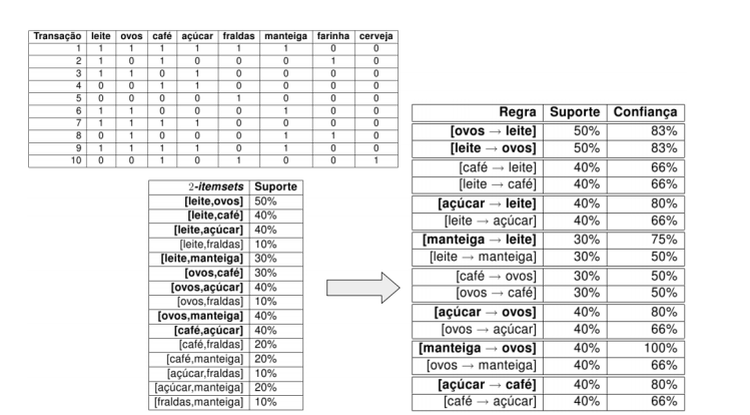 Transação leite ovos café açúcar fraldas manteiga farinha cerveja
1 1 1 1 1 1 1 0 0
2 1 0 1 0 0 0 1 0
3 1 1 0 1 0 0 0 0
4 0 0 1 1 0 0 0 0
5 0 0 0 0 1 0 0 0
6 1 1 0 0 0 1 0 0
7 1 1 1 1 0 0 0 0
8 0 1 0 0 0 1 1 0
9 1 1 1 1 0 1 0 0
10 0 0 1 0 1 0 0 1
2-itemsets Suporte
[leite,ovos] 50%
[leite,café] 40%
[leite,açúcar] 40%
[leite,fraldas] 10%
[leite,manteiga] 30%
[ovos,café] 30%
[ovos,açúcar] 40%
[ovos,fraldas] 10%
[ovos,manteiga] 40%
[café,açúcar] 40%
[café,fraldas] 20%
[café,manteiga] 20%
[açúcar,fraldas] 10%
[açúcar,manteiga] 20%
[fraldas,manteiga] 10%
Regra Suporte Confiança
[ovos → leite] 50% 83%
[leite → ovos] 50% 83%
[café → leite] 40% 66%
[leite → café] 40% 66%
[açúcar → leite] 40% 80%
[leite → açúcar] 40% 66%
[manteiga → leite] 30% 75%
[leite → manteiga] 30% 50%
[café → ovos] 30% 50%
[ovos → café] 30% 50%
[açúcar → ovos] 40% 80%
[ovos → açúcar] 40% 66%
[manteiga → ovos] 40% 100%
[ovos → manteiga] 40% 66%
[açúcar → café] 40% 80%
[café → açúcar] 40% 66%